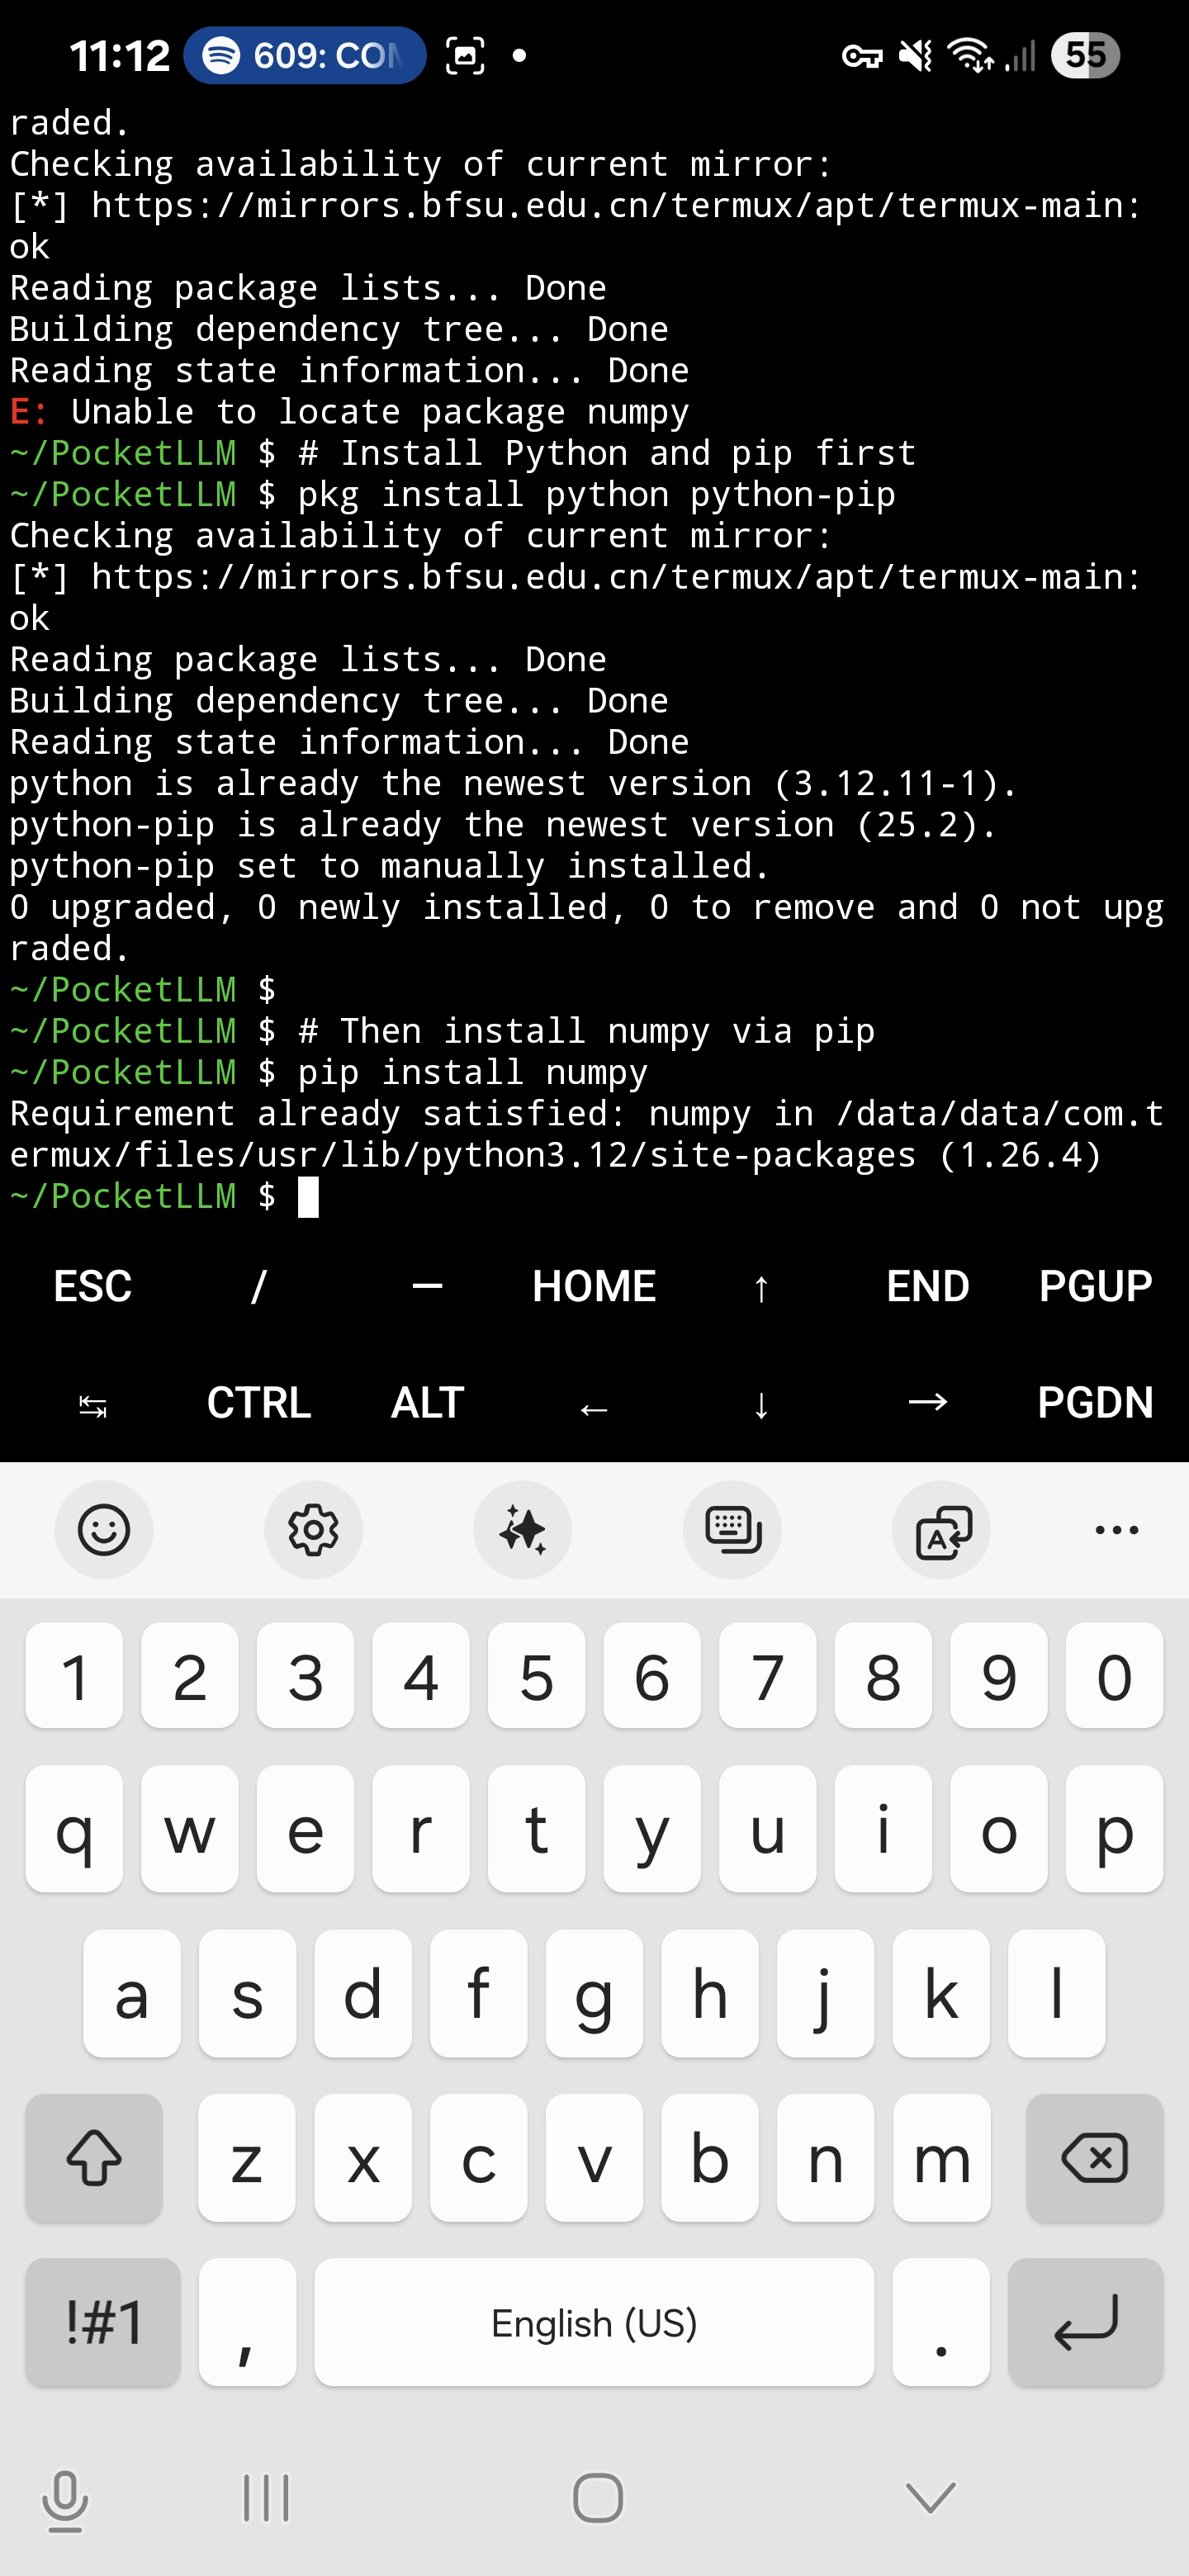 11:12 609: CON 55
raded.
Checking availability of current mirror:
[*] https://mirrors.bfsu.edu.cn/termux/apt/termux-main:
ok
Reading package lists... Done
Building dependency tree... Done
Reading state information... Done
E: Unable to locate package numpy
~/PocketLLM $ # Install Python and pip first
~/PocketLLM $ pkg install python python-pip
Checking availability of current mirror:
[*] https://mirrors.bfsu.edu.cn/termux/apt/termux-main:
ok
Reading package lists... Done
Building dependency tree... Done
Reading state information... Done
python is already the newest version (3.12.11-1).
python-pip is already the newest version (25.2).
python-pip set to manually installed.
0 upgraded, 0 newly installed, 0 to remove and 0 not upg
raded.
~/PocketLLM $
~/PocketLLM $ # Then install numpy via pip
~/PocketLLM $ pip install numpy
Requirement already satisfied: numpy in /data/data/com.t
ermux/files/usr/lib/python3.12/site-packages (1.26.4)
~/PocketLLM $
ESC / — HOME ↑ END PGUP
↹ CTRL ALT ← ↓ → PGDN
1 2 3 4 5 6 7 8 9 0
q w e r t y u i o p
a s d f g h j k l
z x c v b n m
!#1 , English (US) .